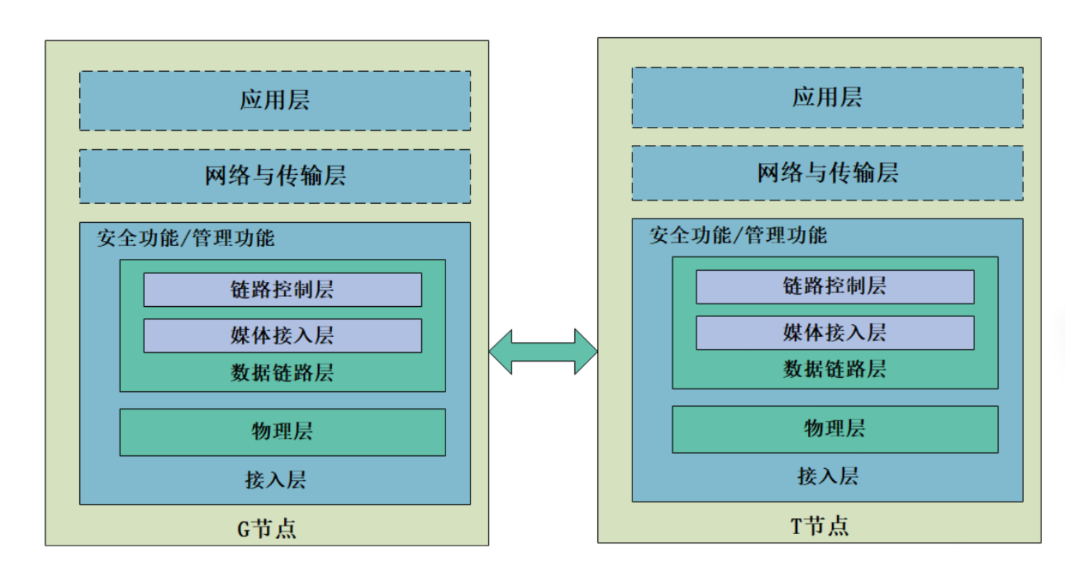 应用层
网络与传输层
安全功能/管理功能
链路控制层
媒体接入层
数据链路层
物理层
接入层
G节点
应用层
网络与传输层
安全功能/管理功能
链路控制层
媒体接入层
数据链路层
物理层
接入层
T节点